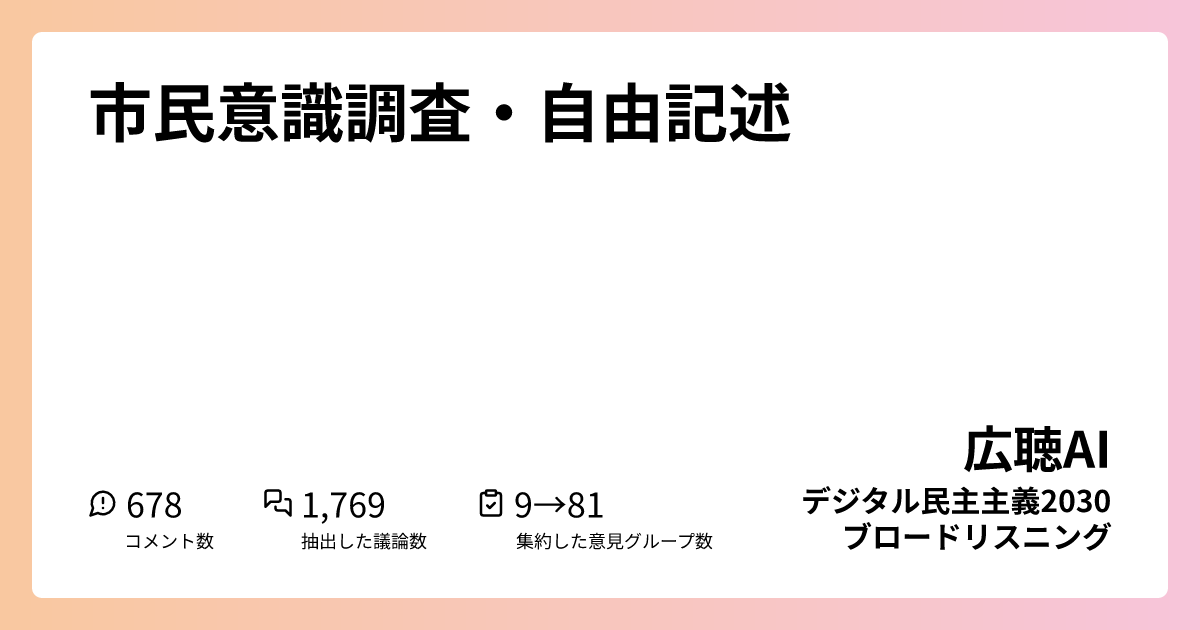 市民意識調査・自由記述
678
コメント数
1,769
抽出した議論数
9→81
集約した意見グループ数
広聴AI
デジタル民主主義2030
ブロードリスニング